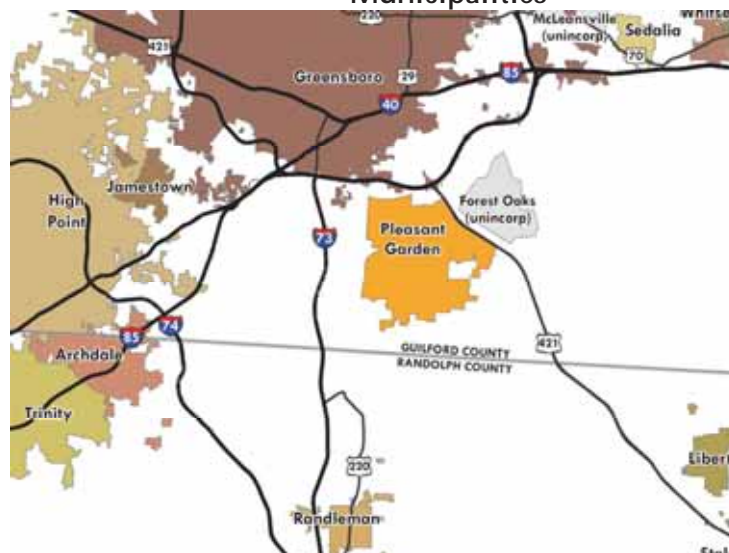 Municipalities
220
McLeansville
(unincorp)
Sedalia
421
Greensboro
29
70
85
40
Jamestown
High
Point
Forest Oaks
(unincorp)
Pleasant
Garden
73
85
74
Archdale
GUILFORD COUNTY
RANDOLPH COUNTY
421
Trinity
220
Randleman